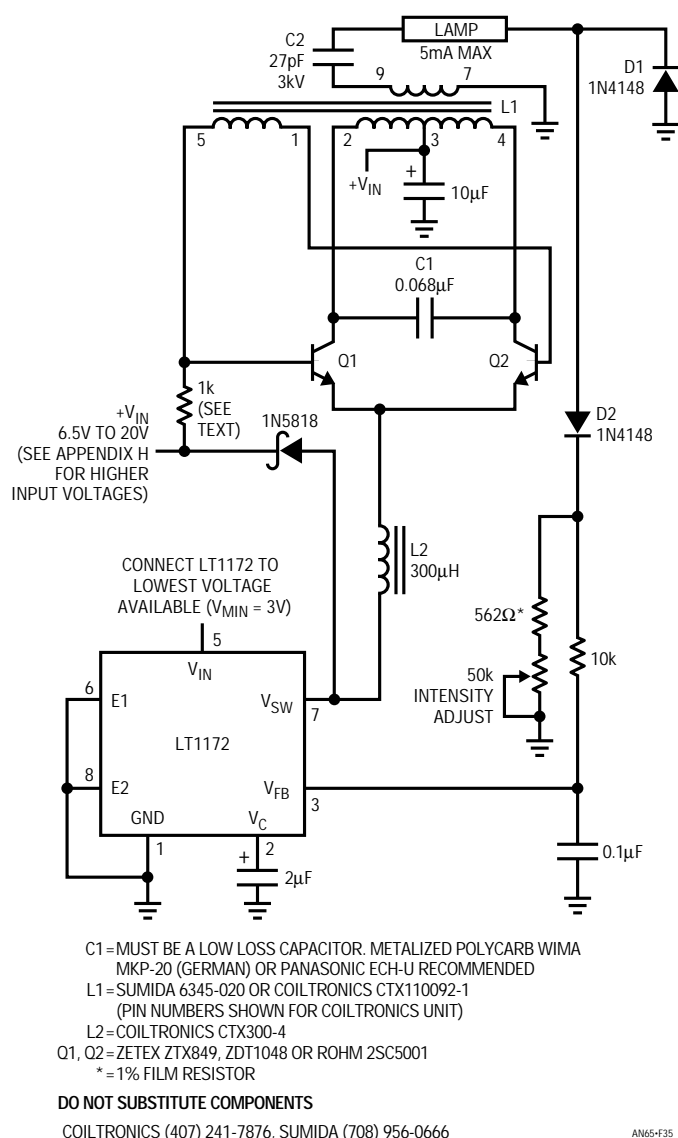 C2
27pF
3kV
LAMP
5mA MAX
D1
1N4148
9
7
L1
5
1
2
3
4
+VIN
+
10µF
C1
0.068µF
Q1
Q2
1k
(SEE
TEXT)
1N5818
+VIN
6.5V TO 20V
(SEE APPENDIX H
FOR HIGHER
INPUT VOLTAGES)
D2
1N4148
L2
300µH
CONNECT LT1172 TO
LOWEST VOLTAGE
AVAILABLE (VMIN = 3V)
562Ω*
50k
INTENSITY
ADJUST
10k
5
VIN
6
E1
VSW
7
LT1172
8
E2
VFB
3
GND
VC
1
2
+
2µF
0.1µF
C1 = MUST BE A LOW LOSS CAPACITOR. METALIZED POLYCARB WIMA
MKP-20 (GERMAN) OR PANASONIC ECH-U RECOMMENDED
L1 = SUMIDA 6345-020 OR COILTRONICS CTX110092-1
(PIN NUMBERS SHOWN FOR COILTRONICS UNIT)
L2 = COILTRONICS CTX300-4
Q1, Q2 = ZETEX ZTX849, ZDT1048 OR ROHM 2SC5001
* = 1% FILM RESISTOR
DO NOT SUBSTITUTE COMPONENTS
COILTRONICS (407) 241-7876, SUMIDA (708) 956-0666
AN65•F35